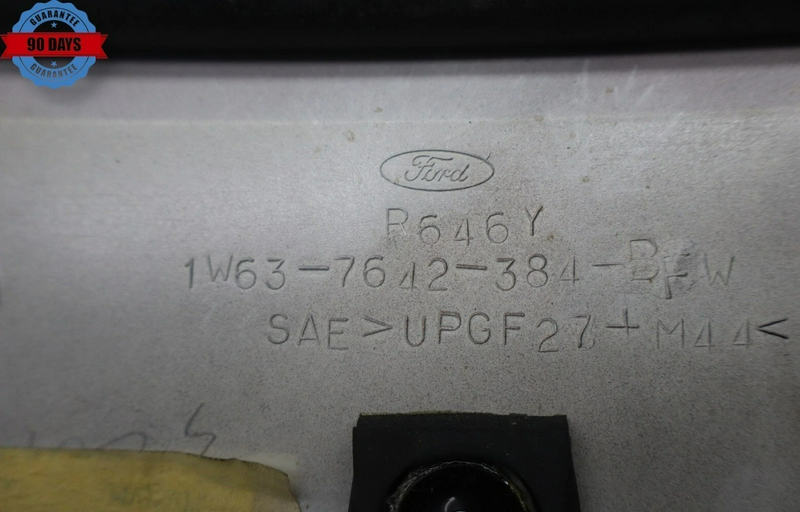 GUARANTEE
90 DAYS
GUARANTEE
Ford
R646Y
1W63-7642-384-
SAE>UPGF27+M44<